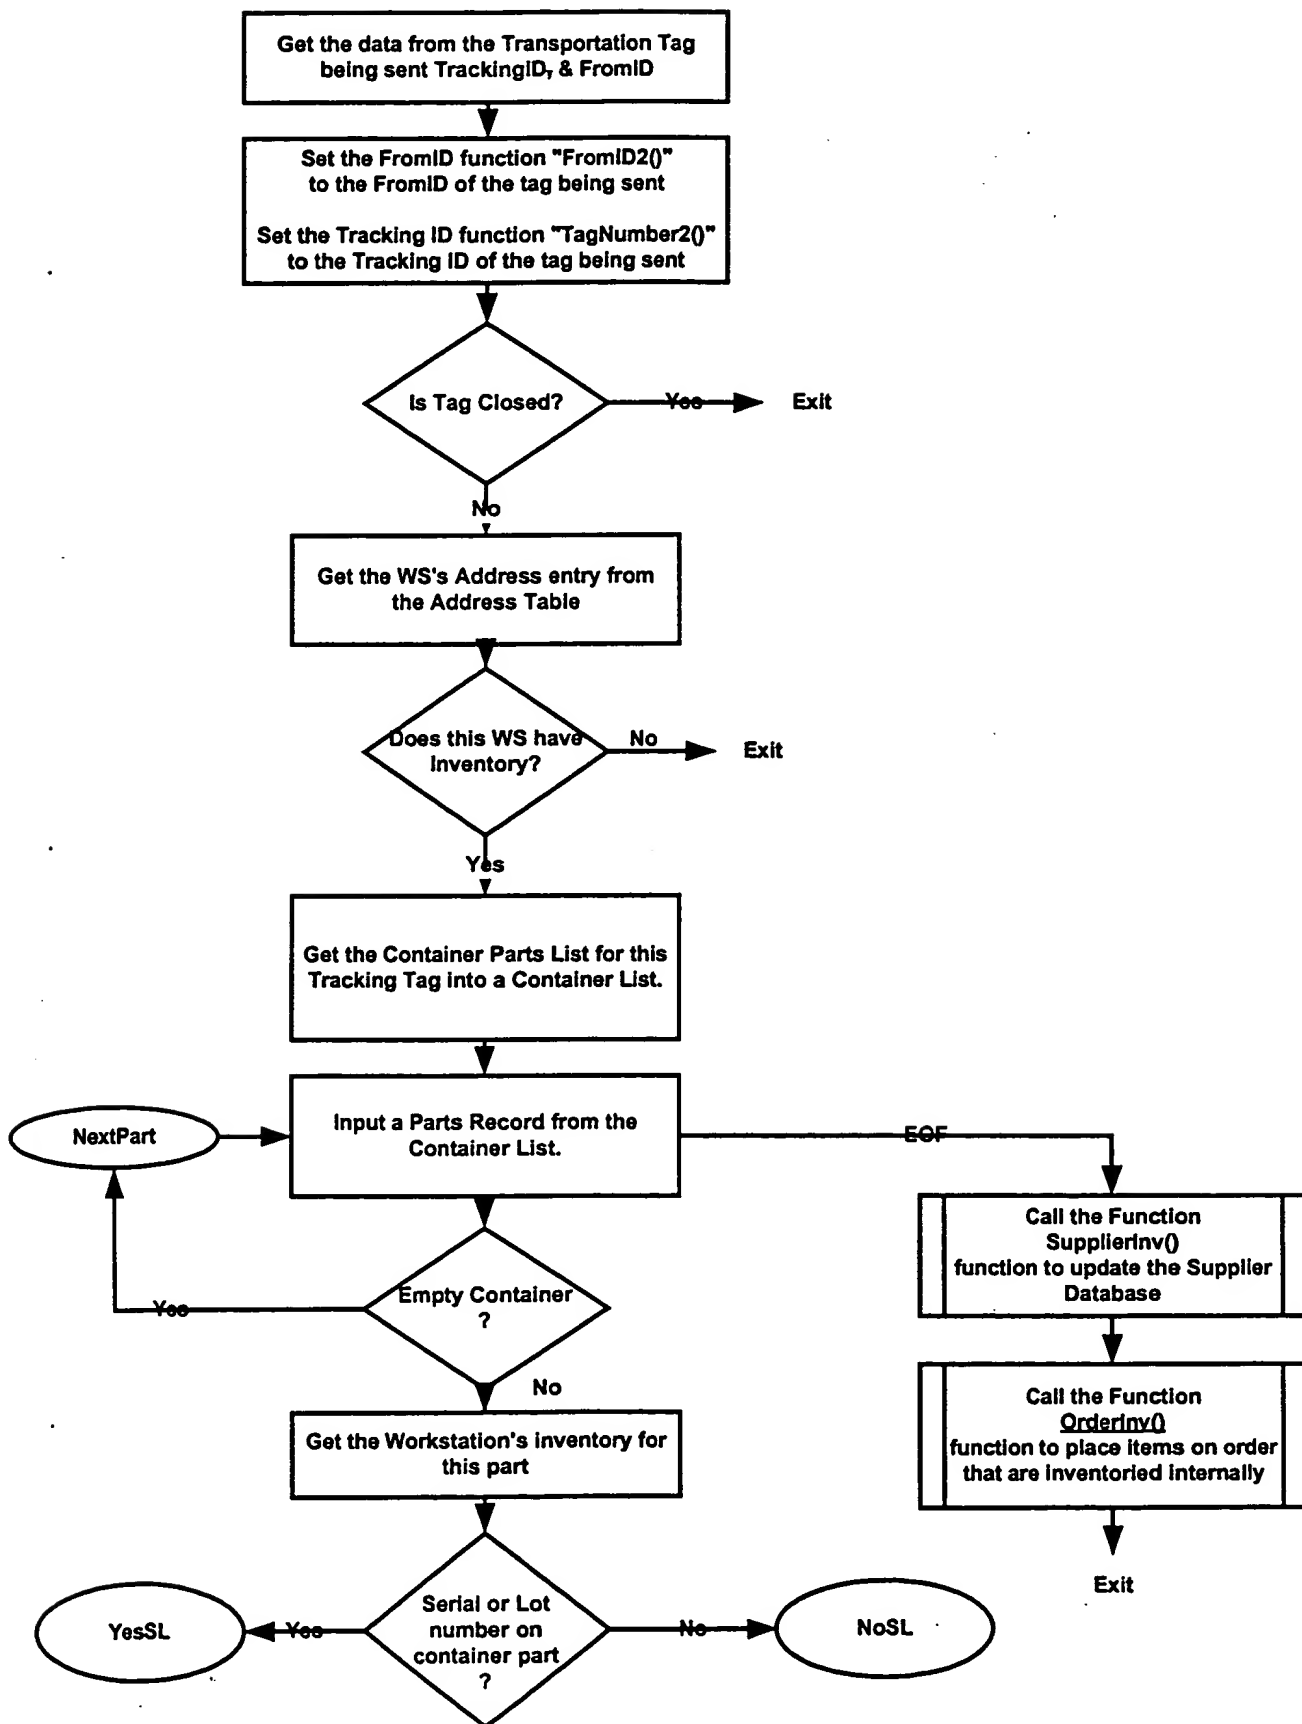 Get the data from the Transportation Tag
being sent TrackingID, & FromID
Set the FromID function "FromID2()"
to the FromID of the tag being sent
Set the Tracking ID function "TagNumber2()"
to the Tracking ID of the tag being sent
Is Tag Closed?
Yes
Exit
No
Get the WS's Address entry from
the Address Table
Does this WS have
Inventory?
No
Exit
Yes
Get the Container Parts List for this
Tracking Tag into a Container List.
NextPart
Input a Parts Record from the
Container List.
EOF
Call the Function
SupplierInv()
function to update the Supplier
Database
Yes
Empty Container
?
No
Call the Function
OrderInv()
function to place items on order
that are inventoried internally
Exit
Get the Workstation's inventory for
this part
YesSL
Yes
Serial or Lot
number on
container part
?
No
NoSL